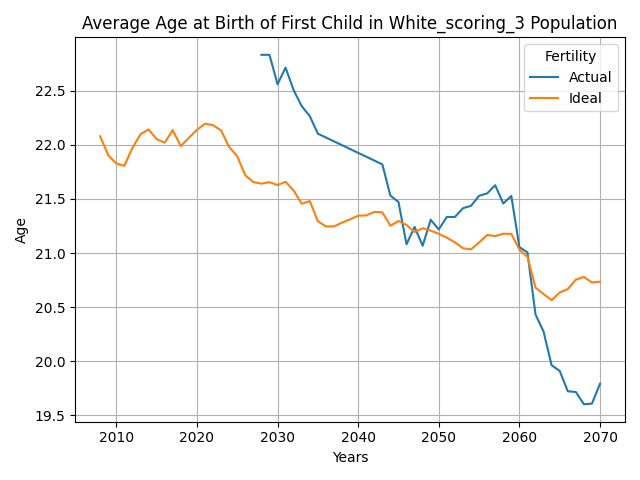 Average Age at Birth of First Child in White_scoring_3 Population
Fertility
Actual
Ideal
Age
22.5
22.0
21.5
21.0
20.5
20.0
19.5
2010 2020 2030 2040 2050 2060 2070
Years